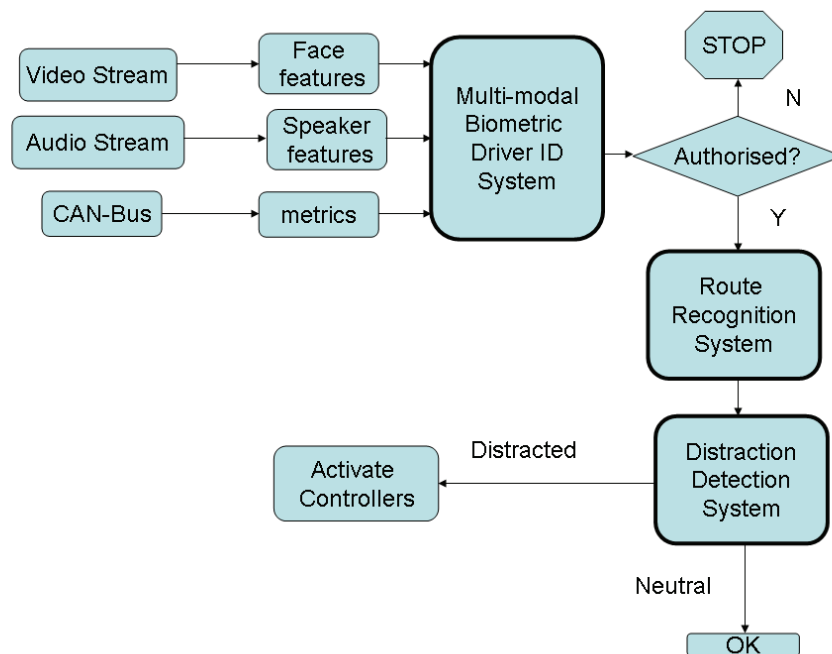 Video Stream
Face
features
Audio Stream
Speaker
features
CAN-Bus
metrics
Multi-modal
Biometric
Driver ID
System
STOP
N
Authorised?
Y
Route
Recognition
System
Distraction
Detection
System
Distracted
Activate
Controllers
Neutral
OK